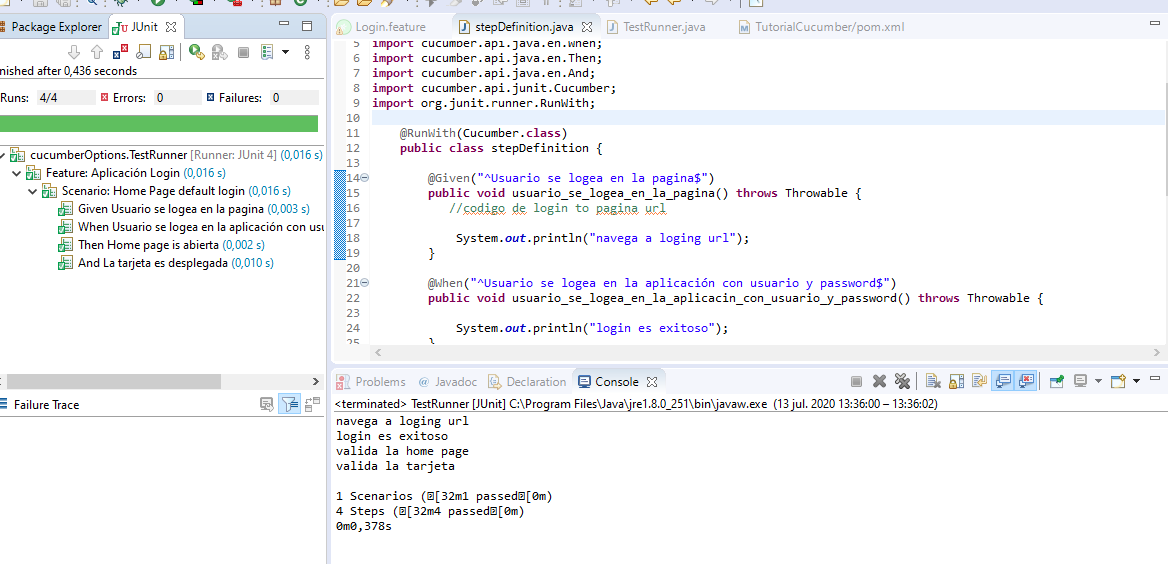 Package Explorer JUnit
nished after 0,436 seconds
Runs: 4/4 Errors: 0 Failures: 0
cucumberOptions.TestRunner [Runner: JUnit 4] (0,016 s)
Feature: Aplicación Login (0,016 s)
Scenario: Home Page default login (0,016 s)
Given Usuario se logea en la pagina (0,003 s)
When Usuario se logea en la aplicación con usu
Then Home page is abierta (0,002 s)
And La tarjeta es desplegada (0,010 s)
Failure Trace
Login.feature stepDefinition.java TestRunner.java TutorialCucumber/pom.xml
5 import cucumber.api.java.en.When;
6 import cucumber.api.java.en.Then;
7 import cucumber.api.java.en.And;
8 import cucumber.api.junit.Cucumber;
9 import org.junit.runner.RunWith;
10
11 @RunWith(Cucumber.class)
12 public class stepDefinition {
13
14 @Given("^Usuario se logea en la pagina$")
15 public void usuario_se_logea_en_la_pagina() throws Throwable {
16 //codigo de login to pagina url
17
18 System.out.println("navega a loging url");
19 }
20
21 @When("^Usuario se logea en la aplicación con usuario y password$")
22 public void usuario_se_logea_en_la_aplicacin_con_usuario_y_password() throws Throwable {
23
24 System.out.println("login es exitoso");
25 }
Problems @ Javadoc Declaration Console
<terminated> TestRunner [JUnit] C:\Program Files\Java\jre1.8.0_251\bin\javaw.exe (13 jul. 2020 13:36:00 – 13:36:02)
navega a loging url
login es exitoso
valida la home page
valida la tarjeta
1 Scenarios ([32m1 passed[0m)
4 Steps ([32m4 passed[0m)
0m0,378s